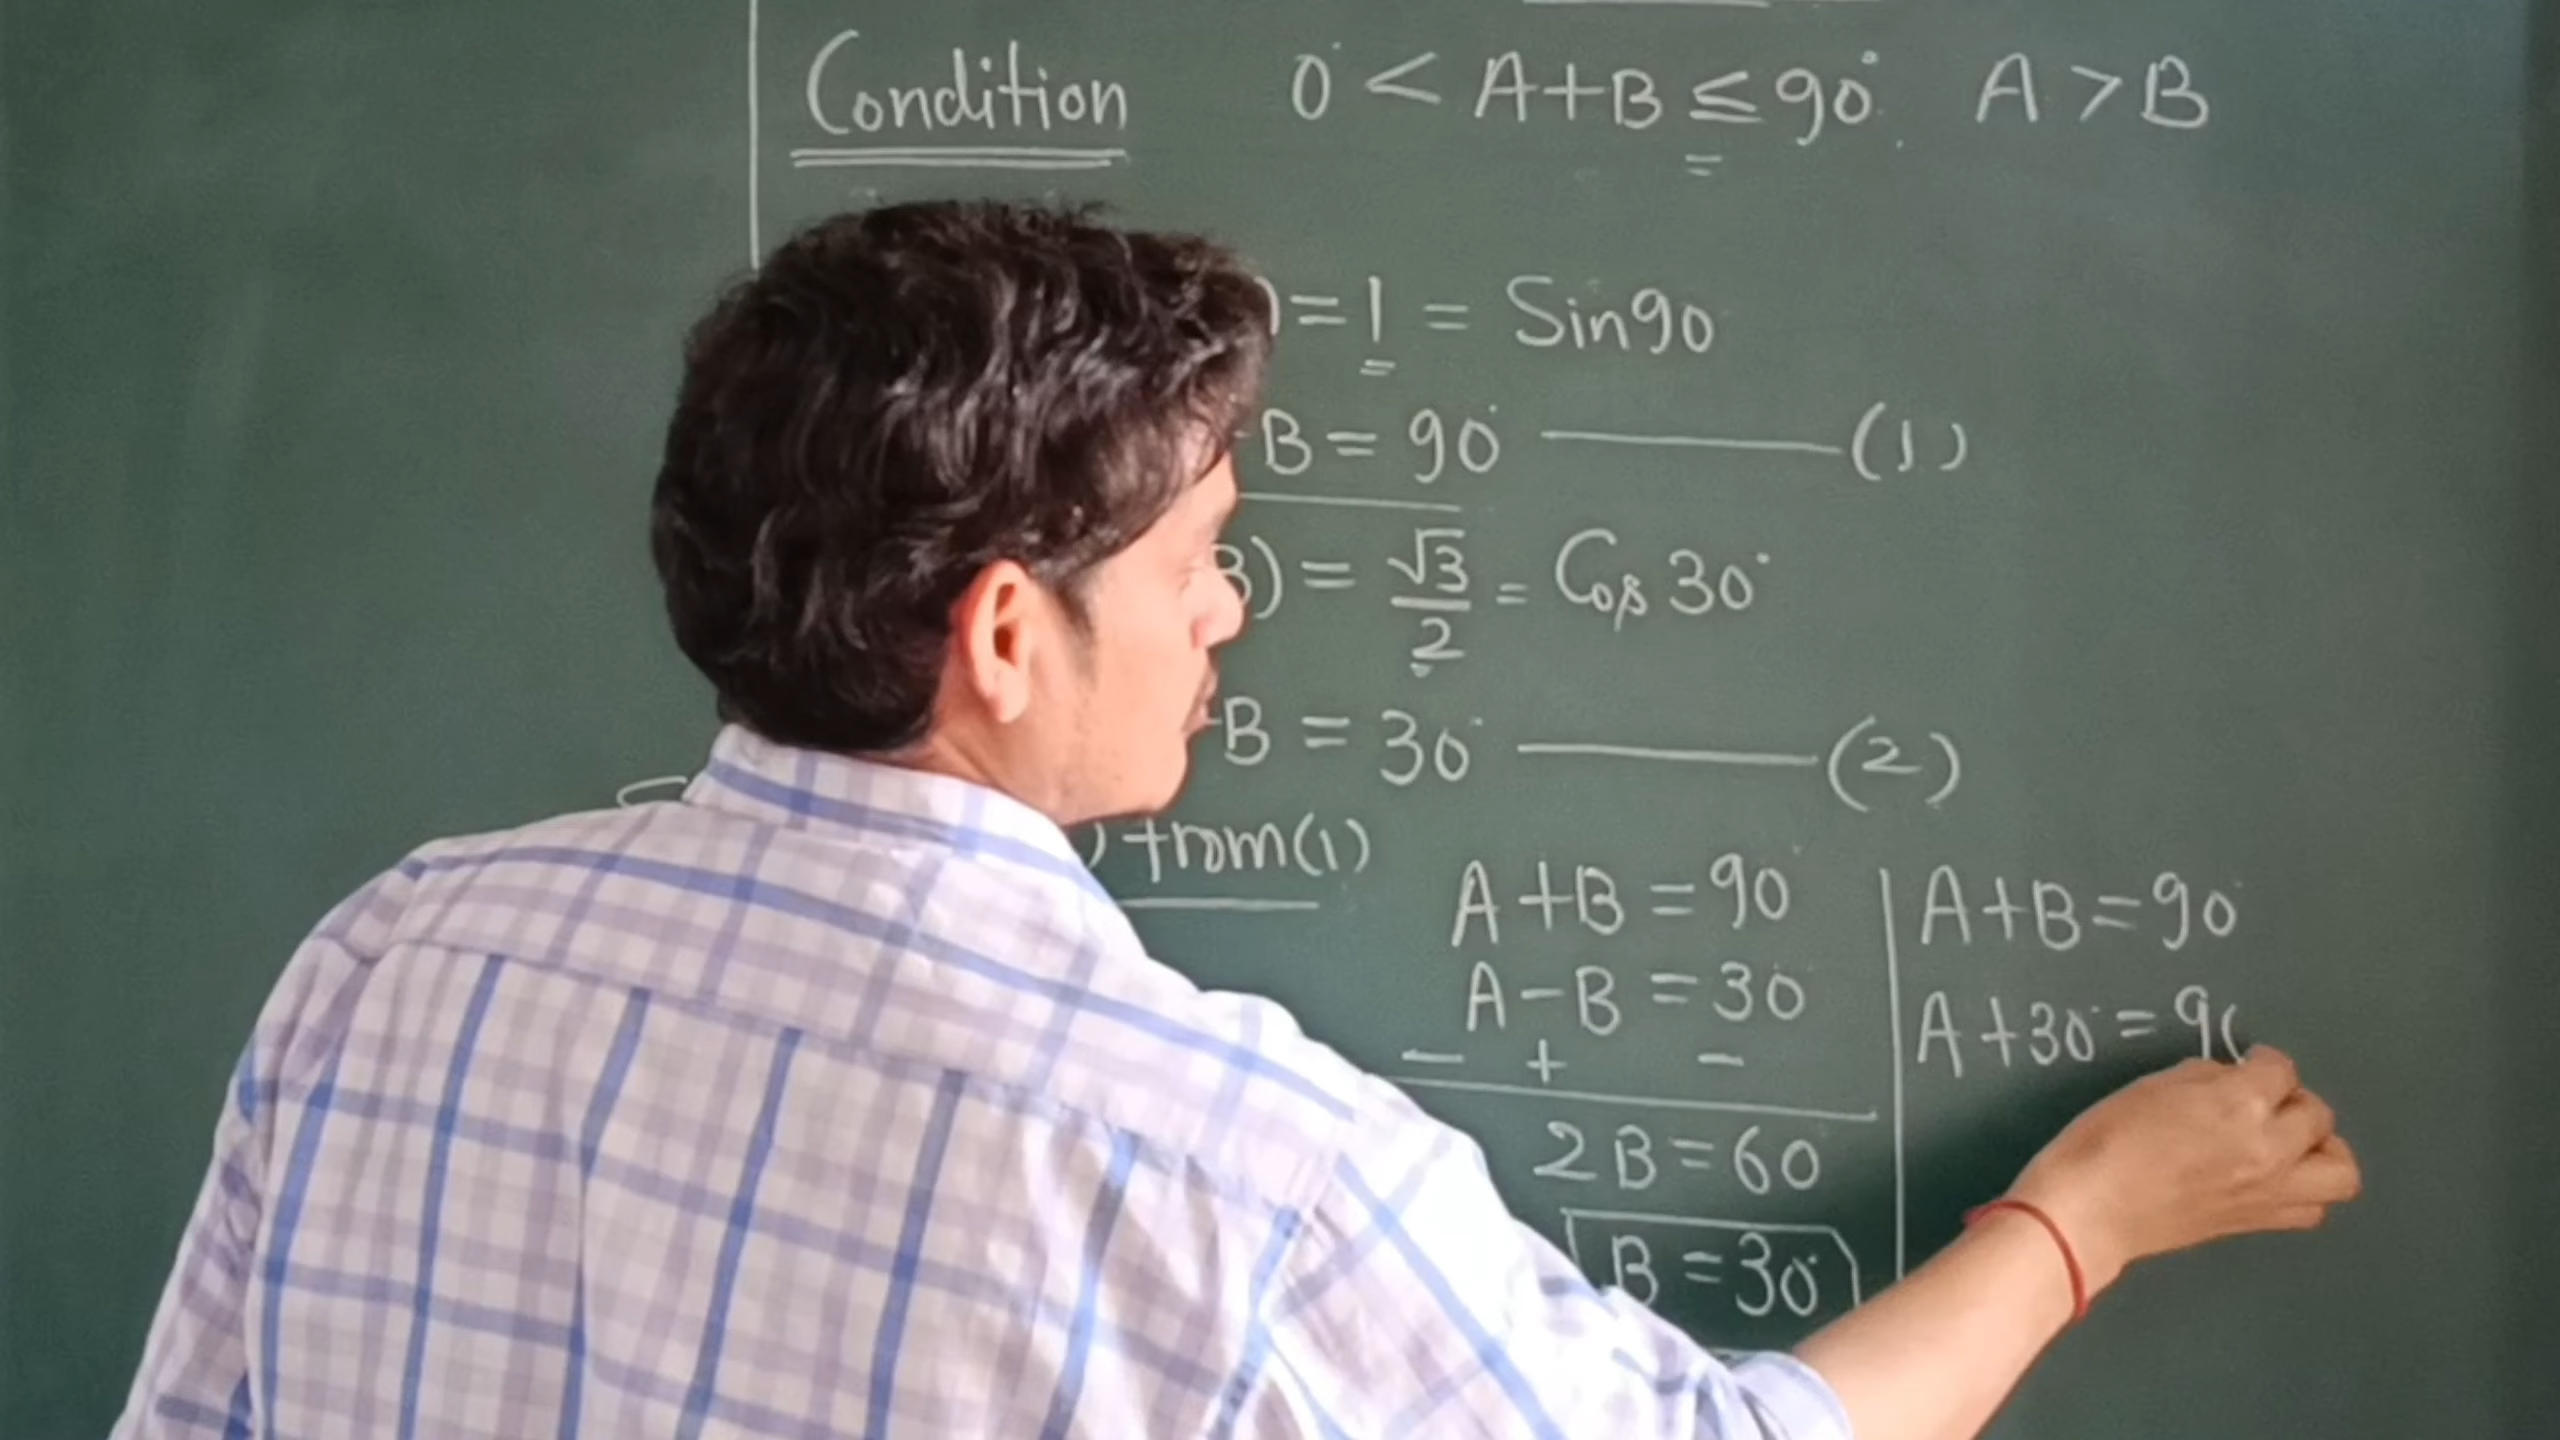 Condition 0° < A+B ≤ 90°. A > B
) = 1 = Sin90
B = 90° ——— (1)
B) = √3/2 = Cos 30°
-B = 30° ——— (2)
) from (1)
A + B = 90°
A - B = 30
- + -
2B = 60
B = 30°
A + B = 90°
A + 30° = 90